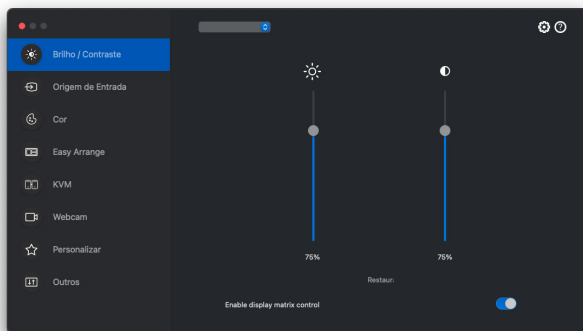 Brilho / Contraste
Origem de Entrada
Cor
Easy Arrange
KVM
Webcam
Personalizar
Outros
75%
75%
Restaur:
Enable display matrix control